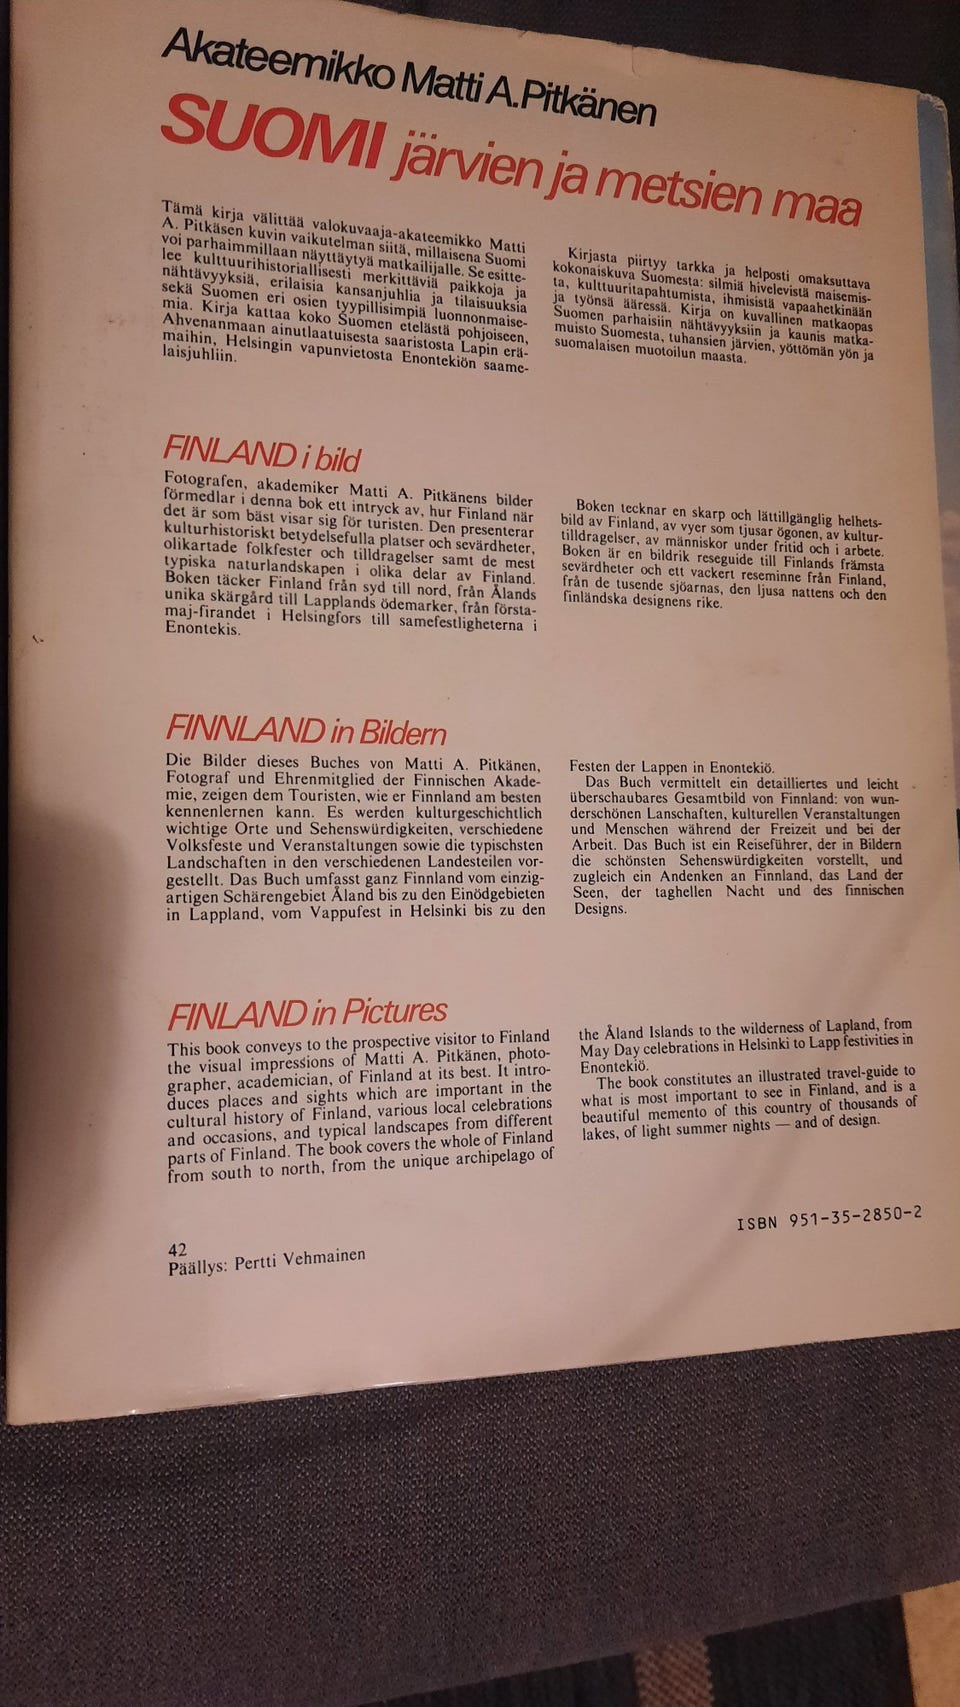 Akateemikko Matti A.Pitkänen
SUOMI järvien ja metsien maa
Tämä kirja välittää valokuvaaja-akateemikko Matti
A. Pitkäsen kuvin vaikutelman siitä, millaisena Suomi
voi parhaimmillaan näyttäytyä matkailijalle. Se esitte-
lee kulttuurihistoriallisesti merkittäviä paikkoja ja
nähtävyyksiä, erilaisia kansanjuhlia ja tilaisuuksia
sekä Suomen eri osien tyypillisimpiä luonnonmaise-
mia. Kirja kattaa koko Suomen etelästä pohjoiseen,
Ahvenanmaan ainutlaatuisesta saaristosta Lapin erä-
maihin, Helsingin vapunvietosta Enontekiön saame-
laisjuhliin.
Kirjasta piirtyy tarkka ja helposti omaksuttava
kokonaiskuva Suomesta: silmiä hivelevistä maisemis-
ta, kulttuuritapahtumista, ihmisistä vapaahetkinään
ja työnsä ääressä. Kirja on kuvallinen matkaopas
Suomen parhaisiin nähtävyyksiin ja kaunis matka-
muisto Suomesta, tuhansien järvien, yöttömän yön ja
suomalaisen muotoilun maasta.
FINLAND i bild
Fotografen, akademiker Matti A. Pitkänens bilder
förmedlar i denna bok ett intryck av, hur Finland när
det är som bäst visar sig för turisten. Den presenterar
kulturhistoriskt betydelsefulla platser och sevärdheter,
olikartade folkfester och tilldragelser samt de mest
typiska naturlandskapen i olika delar av Finland.
Boken täcker Finland från syd till nord, från Ålands
unika skärgård till Lapplands ödemarker, från första-
maj-firandet i Helsingfors till samefestligheterna i
Enontekis.
Boken tecknar en skarp och lättillgänglig helhets-
bild av Finland, av vyer som tjusar ögonen, av kultur-
tilldragelser, av människor under fritid och i arbete.
Boken är en bildrik reseguide till Finlands främsta
sevärdheter och ett vackert reseminne från Finland,
från de tusende sjöarnas, den ljusa nattens och den
finländska designens rike.
FINNLAND in Bildern
Die Bilder dieses Buches von Matti A. Pitkänen,
Fotograf und Ehrenmitglied der Finnischen Akade-
mie, zeigen dem Touristen, wie er Finnland am besten
kennenlernen kann. Es werden kulturgeschichtlich
wichtige Orte und Sehenswürdigkeiten, verschiedene
Volksfeste und Veranstaltungen sowie die typischsten
Landschaften in den verschiedenen Landesteilen vor-
gestellt. Das Buch umfasst ganz Finnland vom einzig-
artigen Schärengebiet Åland bis zu den Einödgebieten
in Lappland, vom Vappufest in Helsinki bis zu den
Festen der Lappen in Enontekiö.
Das Buch vermittelt ein detailliertes und leicht
überschaubares Gesamtbild von Finnland: von wun-
derschönen Lanschaften, kulturellen Veranstaltungen
und Menschen während der Freizeit und bei der
Arbeit. Das Buch ist ein Reiseführer, der in Bildern
die schönsten Sehenswürdigkeiten vorstellt, und
zugleich ein Andenken an Finnland, das Land der
Seen, der taghellen Nacht und des finnischen
Designs.
FINLAND in Pictures
This book conveys to the prospective visitor to Finland
the visual impressions of Matti A. Pitkänen, photo-
grapher, academician, of Finland at its best. It intro-
duces places and sights which are important in the
cultural history of Finland, various local celebrations
and occasions, and typical landscapes from different
parts of Finland. The book covers the whole of Finland
from south to north, from the unique archipelago of
the Åland Islands to the wilderness of Lapland, from
May Day celebrations in Helsinki to Lapp festivities in
Enontekiö.
The book constitutes an illustrated travel-guide to
what is most important to see in Finland, and is a
beautiful memento of this country of thousands of
lakes, of light summer nights — and of design.
ISBN 951-35-2850-2
42
Päällys: Pertti Vehmainen